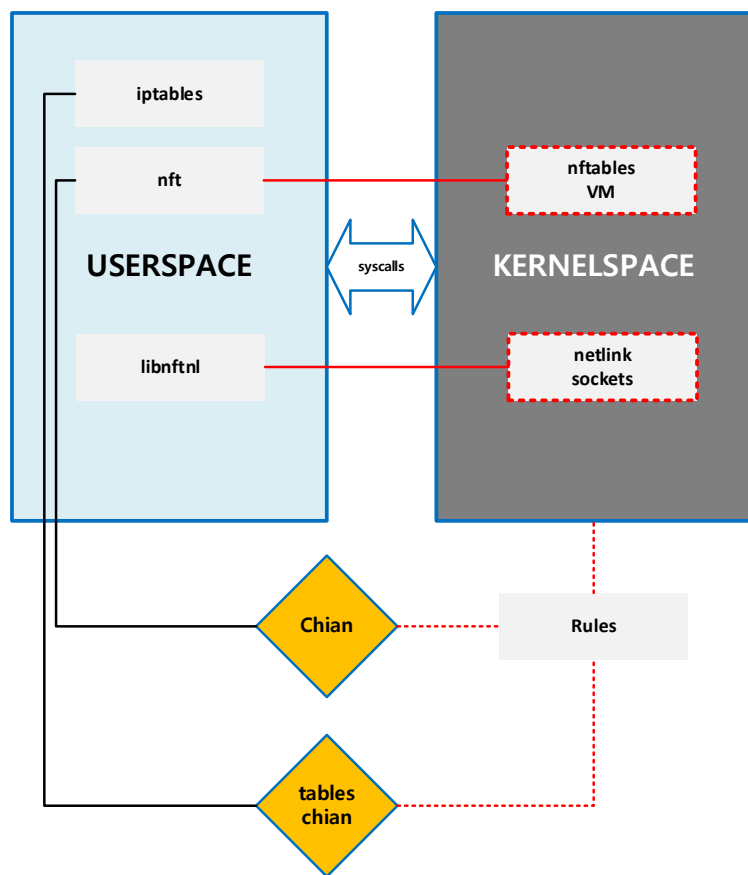 iptables
nft
nftables
VM
USERSPACE
syscalls
KERNELSPACE
libnftnl
netlink
sockets
Chian
Rules
tables
chian